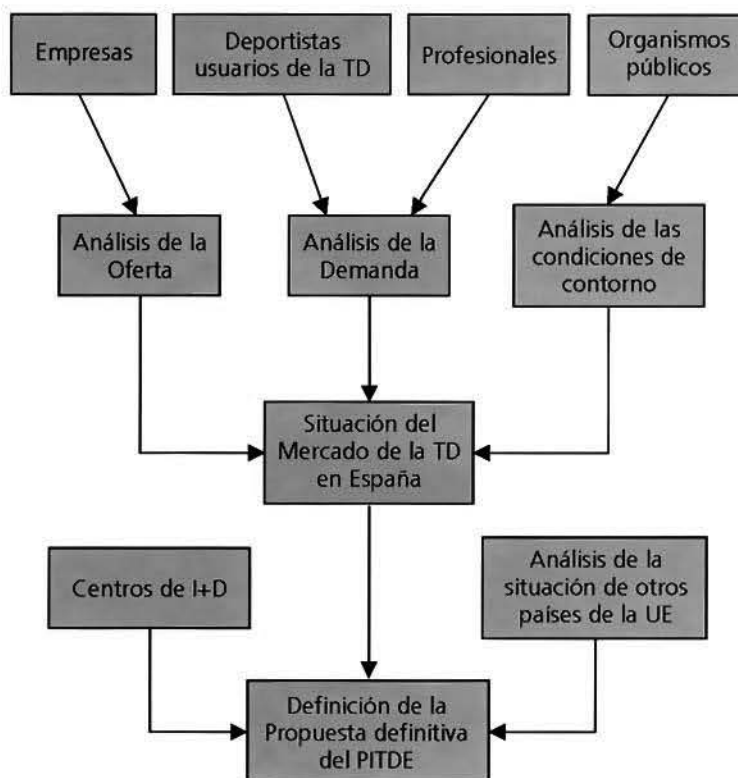 Empresas
Deportistas
usuarios de la TD
Profesionales
Organismos
públicos
Análisis de la
Oferta
Análisis de la
Demanda
Análisis de las
condiciones de
contorno
Situación del
Mercado de la TD
en España
Centros de I+D
Análisis de la
situación de otros
países de la UE
Definición de la
Propuesta definitiva
del PITDE